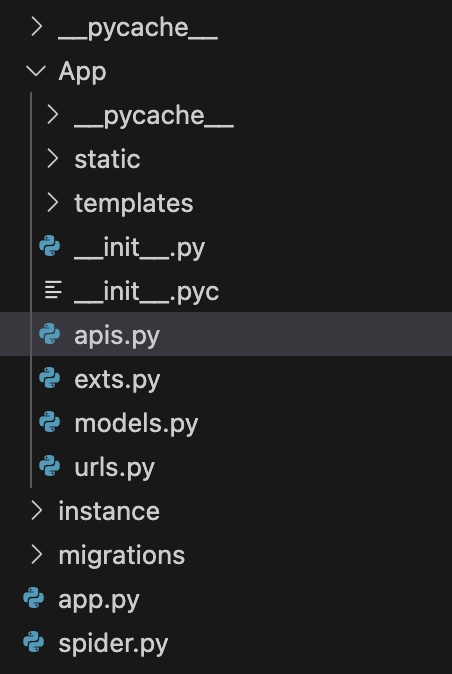 __pycache__
App
__pycache__
static
templates
__init__.py
__init__.pyc
apis.py
exts.py
models.py
urls.py
instance
migrations
app.py
spider.py